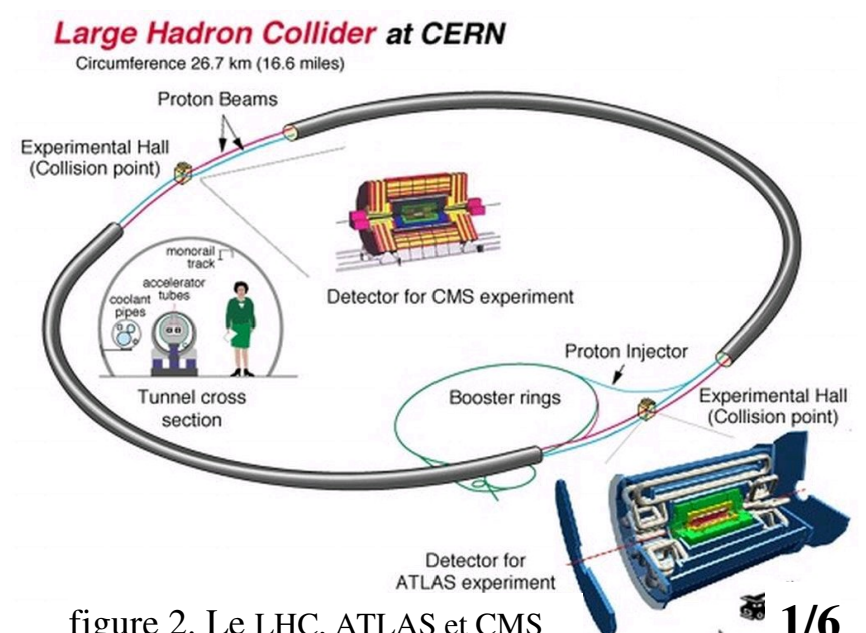 Large Hadron Collider at CERN
Circumference 26.7 km (16.6 miles)
Proton Beams
Experimental Hall
(Collision point)
monorail
track
accelerator
tubes
coolant
pipes
Tunnel cross
section
Detector for CMS experiment
Proton Injector
Booster rings
Experimental Hall
(Collision point)
Detector for
ATLAS experiment
figure 2. Le LHC, ATLAS et CMS
1/6